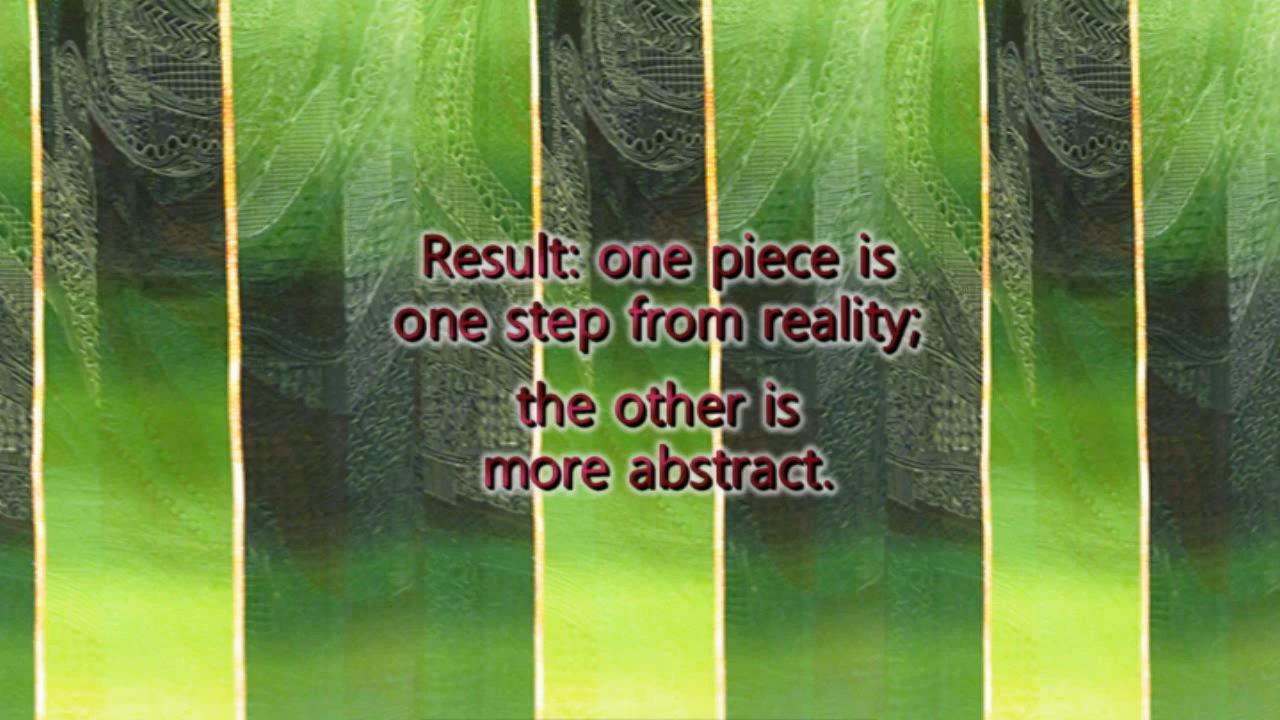 Result: one piece is
one step from reality;
the other is
more abstract.